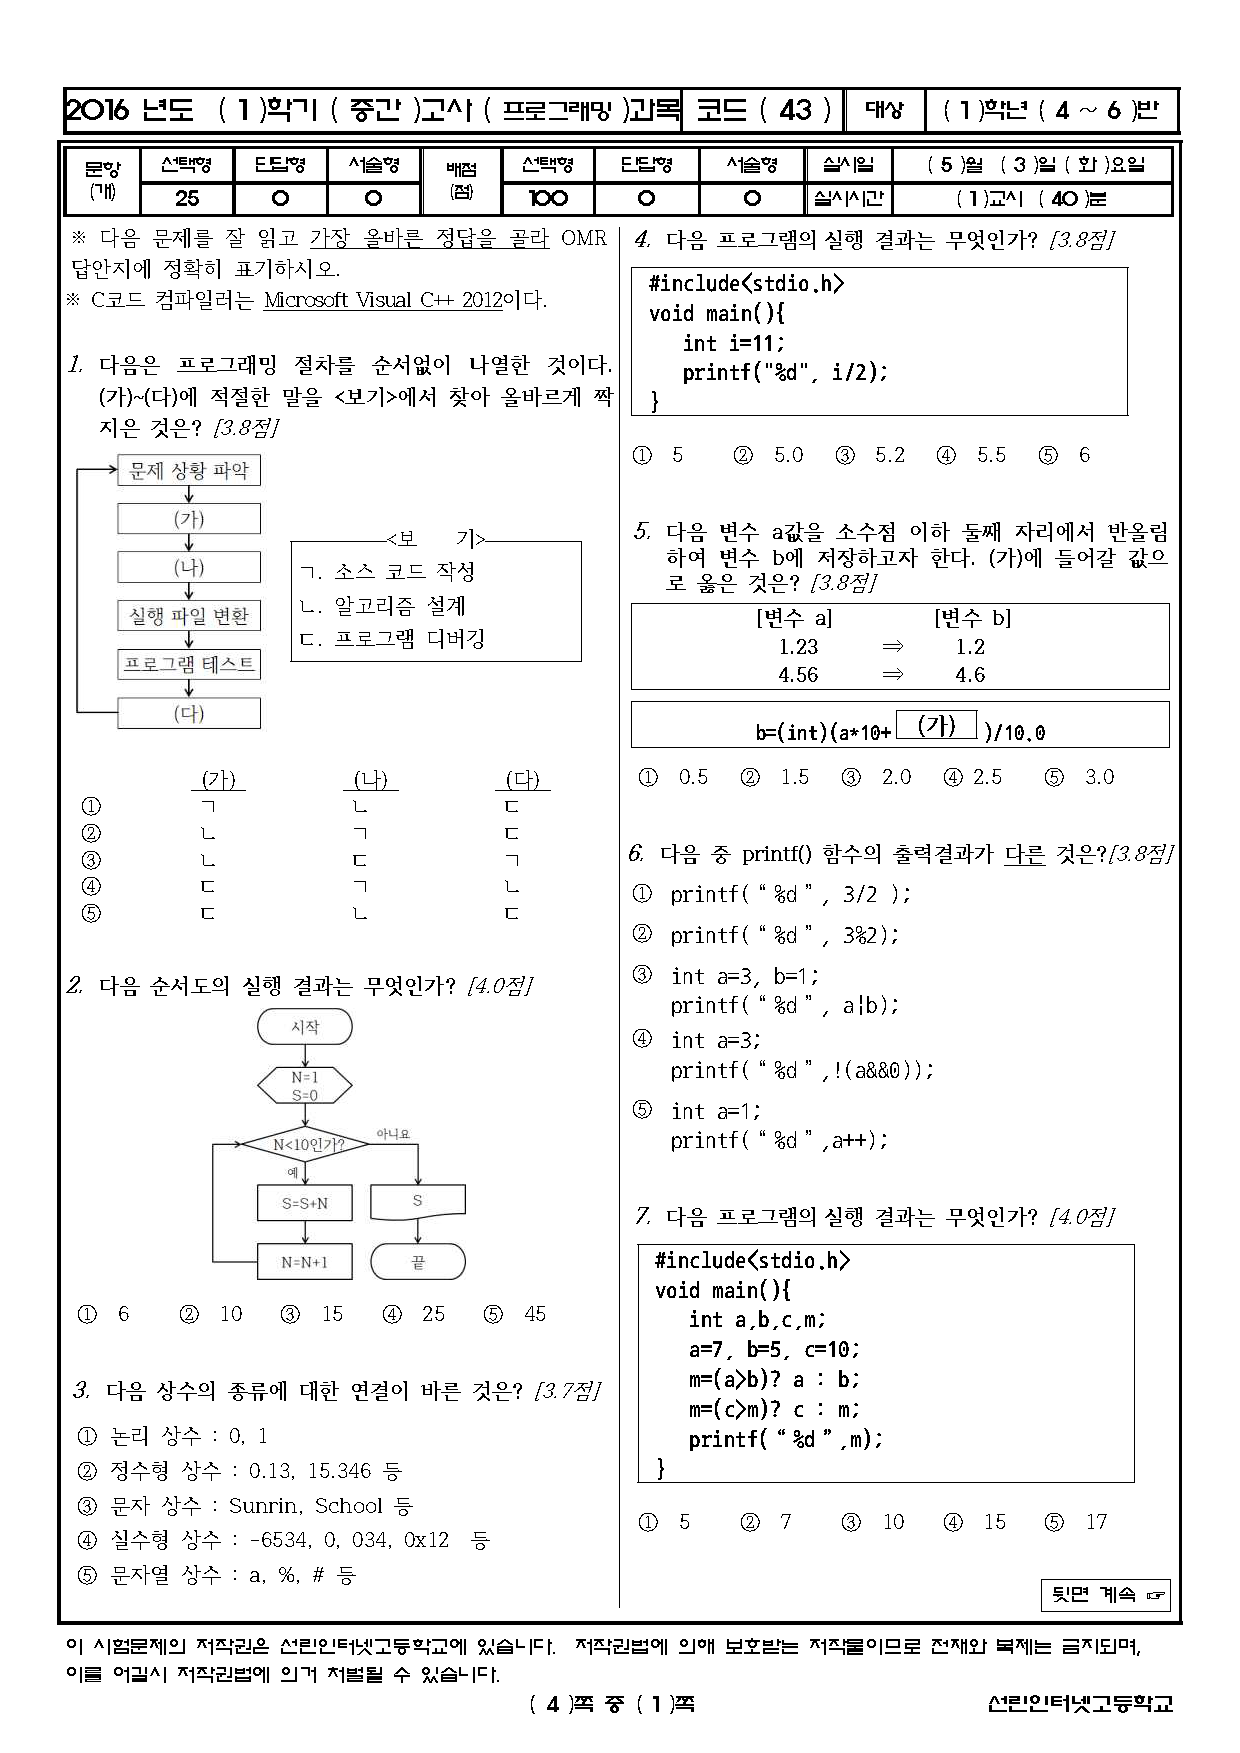 2016 년도 ( 1 )학기 ( 중간 )고사 ( 프로그래밍 )과목 코드 ( 43 ) 대상 ( 1 )학년 ( 4 ~ 6 )반
문항 (개) 선택형 단답형 서술형 배점 (점) 선택형 단답형 서술형 실시일 ( 5 )월 ( 3 )일 ( 화 )요일
25 0 0 100 0 0 실시시간 ( 1 )교시 ( 40 )분
※ 다음 문제를 잘 읽고 가장 올바른 정답을 골라 OMR
답안지에 정확히 표기하시오.
※ C코드 컴파일러는 Microsoft Visual C++ 2012이다.
1. 다음은 프로그래밍 절차를 순서없이 나열한 것이다.
(가)~(다)에 적절한 말을 <보기>에서 찾아 올바르게 짝
지은 것은? [3.8점]
문제 상황 파악
(가)
(나)
실행 파일 변환
프로그램 테스트
(다)
<보 기>
ㄱ. 소스 코드 작성
ㄴ. 알고리즘 설계
ㄷ. 프로그램 디버깅
(가) (나) (다)
① ㄱ ㄴ ㄷ
② ㄴ ㄱ ㄷ
③ ㄴ ㄷ ㄱ
④ ㄷ ㄱ ㄴ
⑤ ㄷ ㄴ ㄷ
2. 다음 순서도의 실행 결과는 무엇인가? [4.0점]
시작
N=1
S=0
N<10인가?
아니요
예
S=S+N
S
N=N+1
끝
① 6 ② 10 ③ 15 ④ 25 ⑤ 45
3. 다음 상수의 종류에 대한 연결이 바른 것은? [3.7점]
① 논리 상수 : 0, 1
② 정수형 상수 : 0.13, 15.346 등
③ 문자 상수 : Sunrin, School 등
④ 실수형 상수 : -6534, 0, 034, 0x12 등
⑤ 문자열 상수 : a, %, # 등
4. 다음 프로그램의 실행 결과는 무엇인가? [3.8점]
#include<stdio.h>
void main(){
int i=11;
printf("%d", i/2);
}
① 5 ② 5.0 ③ 5.2 ④ 5.5 ⑤ 6
5. 다음 변수 a값을 소수점 이하 둘째 자리에서 반올림
하여 변수 b에 저장하고자 한다. (가)에 들어갈 값으
로 옳은 것은? [3.8점]
[변수 a] [변수 b]
1.23 ⇒ 1.2
4.56 ⇒ 4.6
b=(int)(a*10+ (가) )/10.0
① 0.5 ② 1.5 ③ 2.0 ④ 2.5 ⑤ 3.0
6. 다음 중 printf() 함수의 출력결과가 다른 것은?[3.8점]
① printf(“%d”, 3/2 );
② printf(“%d”, 3%2);
③ int a=3, b=1;
printf(“%d”, a|b);
④ int a=3;
printf(“%d”,!(a&&0));
⑤ int a=1;
printf(“%d”,a++);
7. 다음 프로그램의 실행 결과는 무엇인가? [4.0점]
#include<stdio.h>
void main(){
int a,b,c,m;
a=7, b=5, c=10;
m=(a>b)? a : b;
m=(c>m)? c : m;
printf(“%d”,m);
}
① 5 ② 7 ③ 10 ④ 15 ⑤ 17
뒷면 계속 ☞
이 시험문제의 저작권은 선린인터넷고등학교에 있습니다. 저작권법에 의해 보호받는 저작물이므로 전재와 복제는 금지되며,
이를 어길시 저작권법에 의거 처벌될 수 있습니다.
( 4 )쪽 중 ( 1 )쪽
선린인터넷고등학교